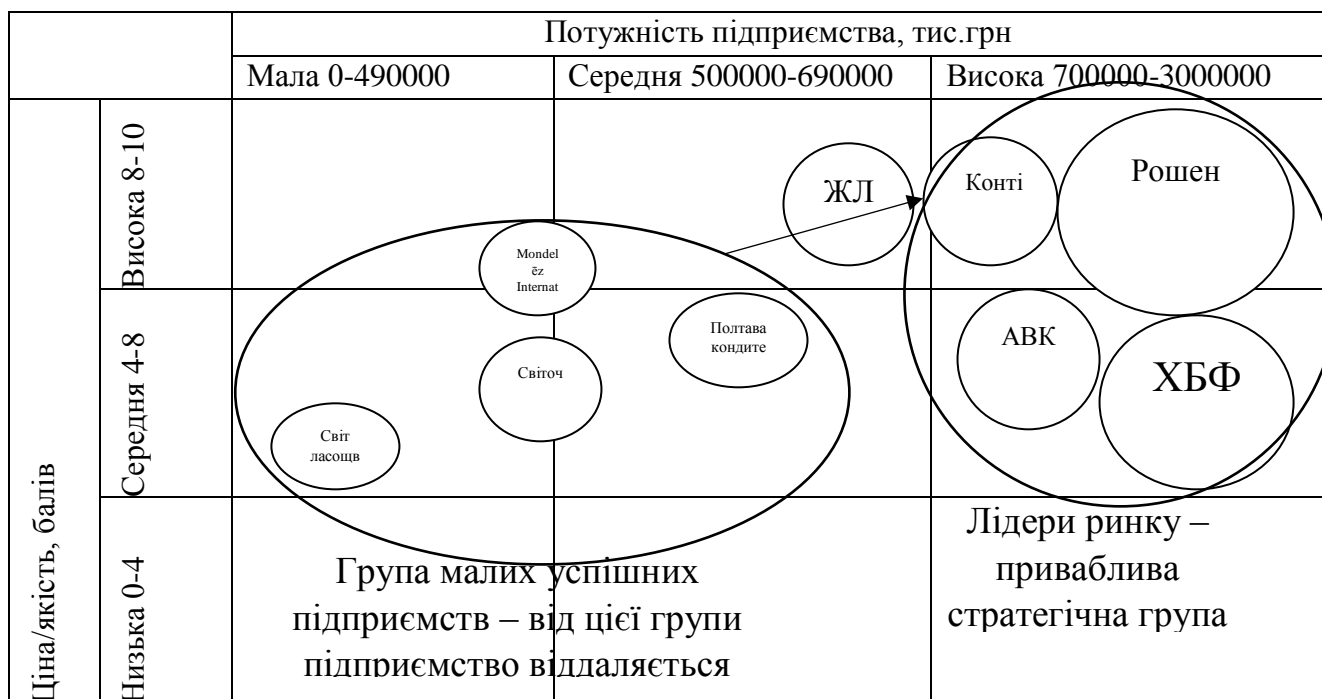 Потужність підприємства, тис.грн
Мала 0-490000
Середня 500000-690000
Висока 700000-3000000
Ціна/якість, балів
Висока 8-10
ЖЛ
Конті
Рошен
Mondel
ēz
Internat
Середня 4-8
Полтава
кондите
АВК
ХБФ
Світоч
Світ
ласощв
Низька 0-4
Група малих успішних
підприємств – від цієї групи
підприємство віддаляється
Лідери ринку –
приваблива
стратегічна група